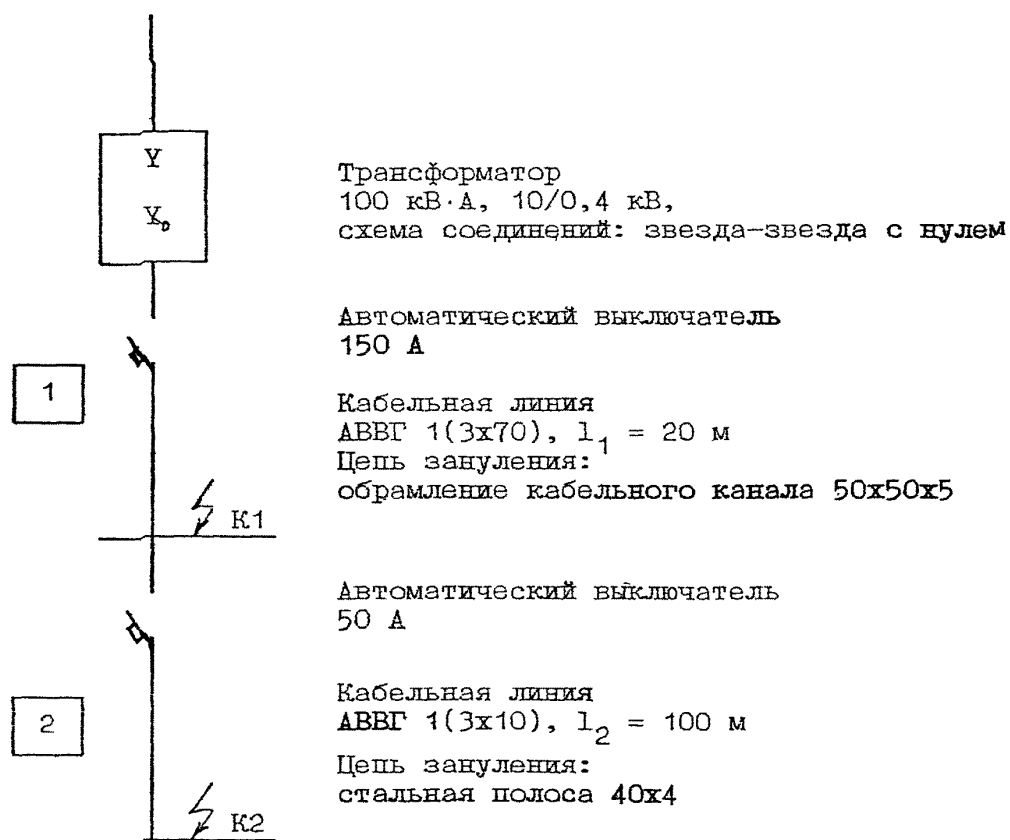 Y
Y₀
Трансформатор
100 кВ·А, 10/0,4 кВ,
схема соединений: звезда-звезда с нулем
Автоматический выключатель
150 А
1
Кабельная линия
АВВГ 1(3х70), l₁ = 20 м
Цепь зануления:
обрамление кабельного канала 50х50х5
К1
Автоматический выключатель
50 А
2
Кабельная линия
АВВГ 1(3х10), l₂ = 100 м
Цепь зануления:
стальная полоса 40х4
К2